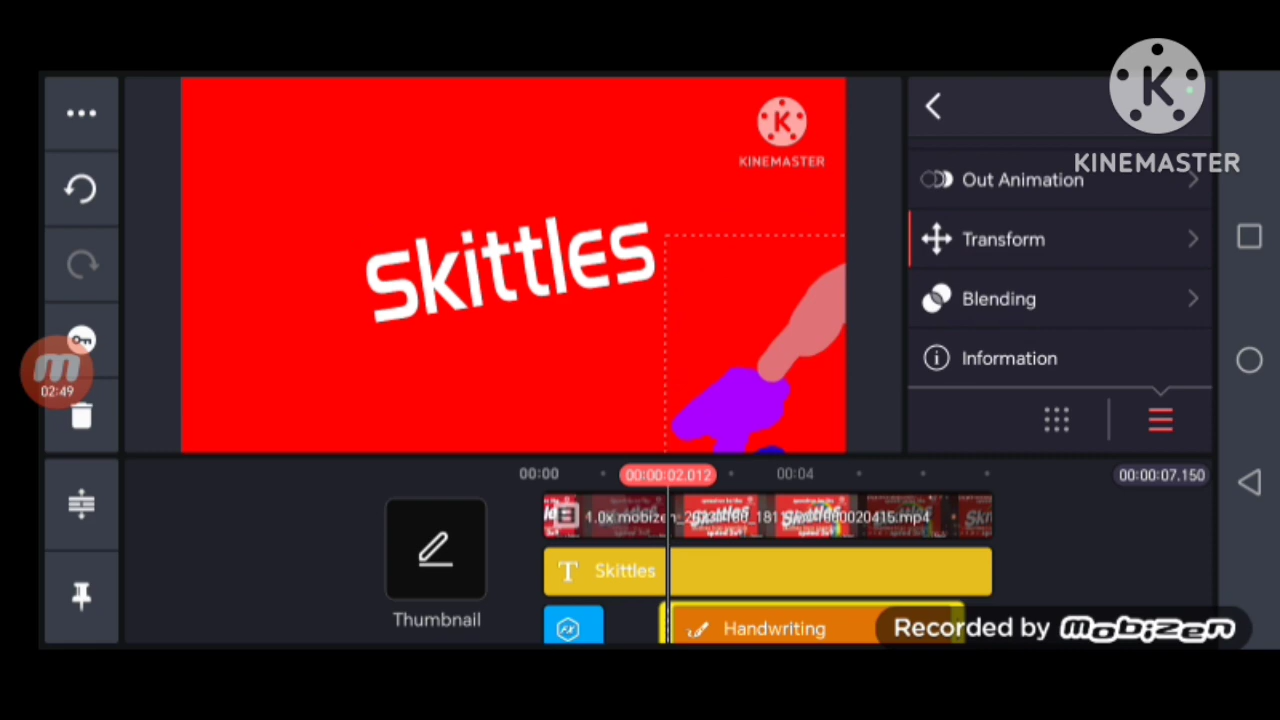 KINEMASTER
KINEMASTER
Out Animation
Skittles
Transform
Blending
02:49
Information
00:00
00:00:02.012
00:04
00:00:07.150
Skittles
Thumbnail
Handwriting
Recorded by mobizen